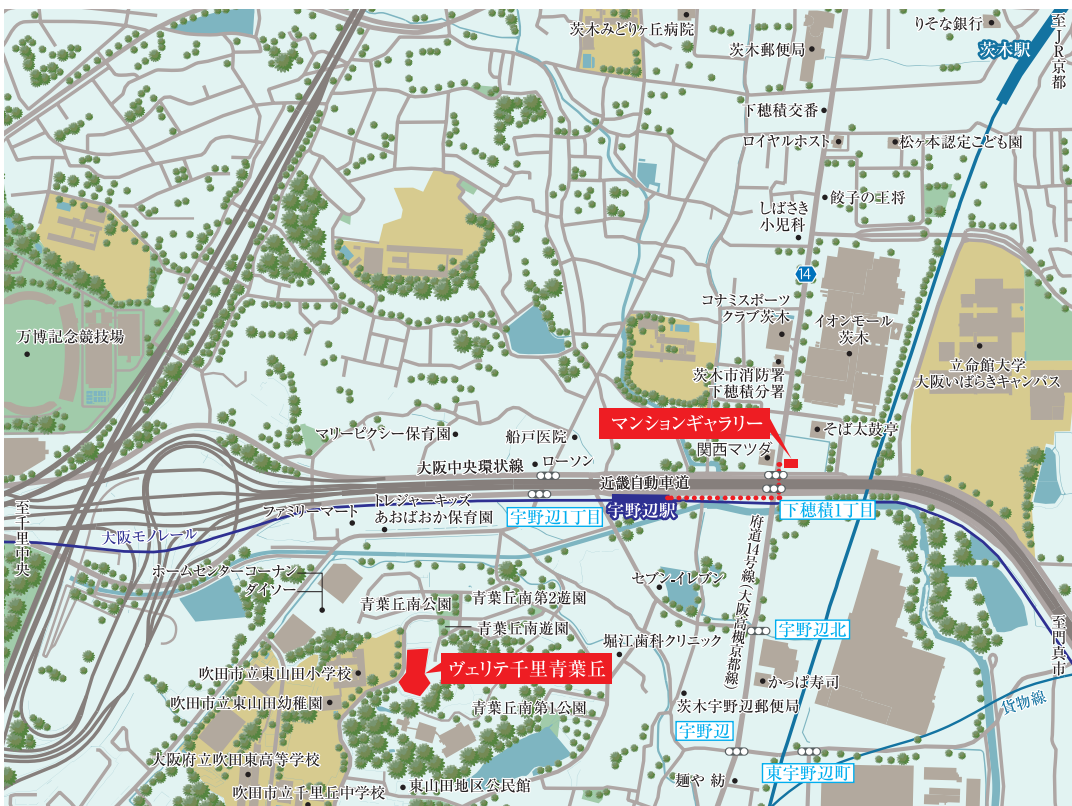 茨木みどりヶ丘病院
りそな銀行
茨木郵便局
茨木駅
至JR京都
下穂積交番
ロイヤルホスト
松ヶ本認定こども園
餃子の王将
しばさき
小児科
14
コナミスポーツ
クラブ茨木
イオンモール
茨木
万博記念競技場
立命館大学
大阪いばらきキャンパス
茨木市消防署
下穂積分署
マンションギャラリー
そば太鼓亭
マリーピクシー保育園
船戸医院
関西マツダ
大阪中央環状線
ローソン
近畿自動車道
至千里中央
トレジャーキッズ
あおばおか保育園
ファミリーマート
宇野辺1丁目
宇野辺駅
下穂積1丁目
大阪モノレール
府道14号線(大阪高槻京都線)
ホームセンターコーナン
ダイソー
セブン-イレブン
青葉丘南公園
青葉丘南第2遊園
青葉丘南遊園
宇野辺北
堀江歯科クリニック
至門真市
吹田市立東山田小学校
ヴェリテ千里青葉丘
かっぱ寿司
吹田市立東山田幼稚園
青葉丘南第1公園
茨木宇野辺郵便局
貨物線
宇野辺
大阪府立吹田東高等学校
東宇野辺町
吹田市立千里丘中学校
東山田地区公民館
麺や 紡